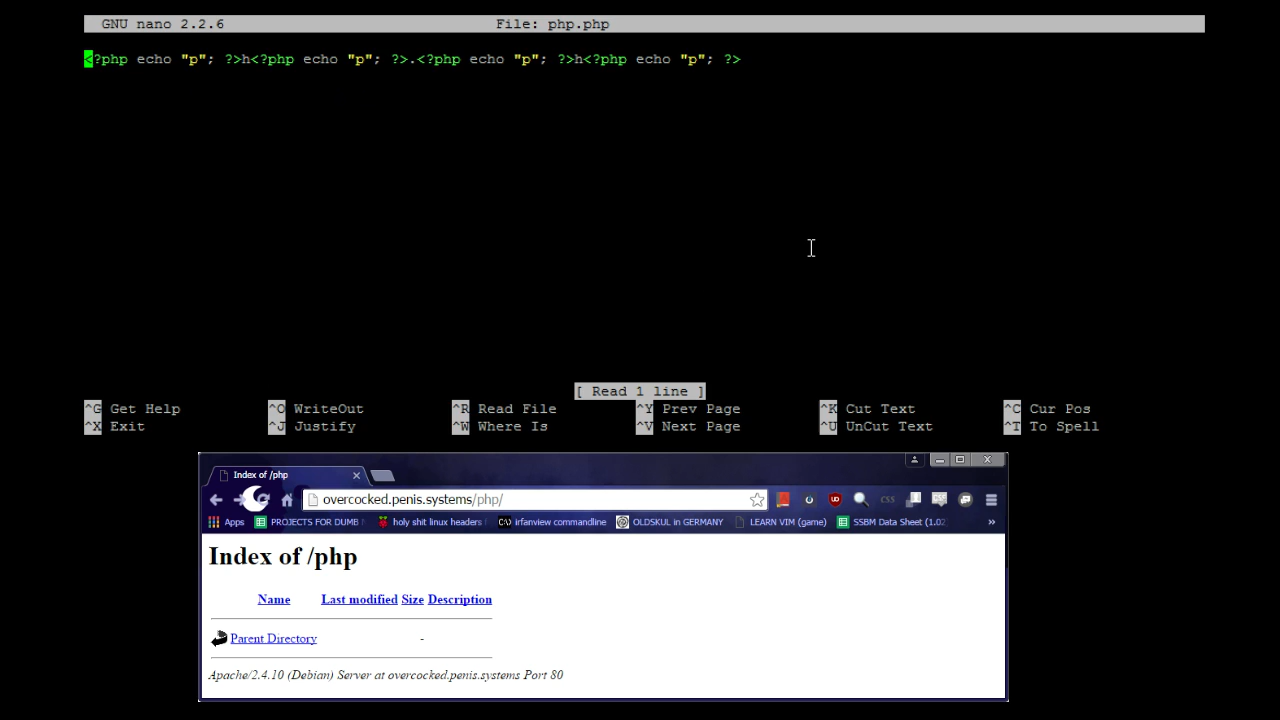 GNU nano 2.2.6 File: php.php
<?php echo "p"; ?>h<?php echo "p"; ?>.<?php echo "p"; ?>h<?php echo "p"; ?>
[ Read 1 line ]
^G Get Help ^O WriteOut ^R Read File ^Y Prev Page ^K Cut Text ^C Cur Pos
^X Exit ^J Justify ^W Where Is ^V Next Page ^U UnCut Text ^T To Spell
Index of /php
overcocked.penis.systems/php/
Apps PROJECTS FOR DUMB holy shit linux headers irfanview commandline OLDSKUL in GERMANY LEARN VIM (game) SSBM Data Sheet (1.02 »
Index of /php
Name Last modified Size Description
Parent Directory -
Apache/2.4.10 (Debian) Server at overcocked.penis.systems Port 80